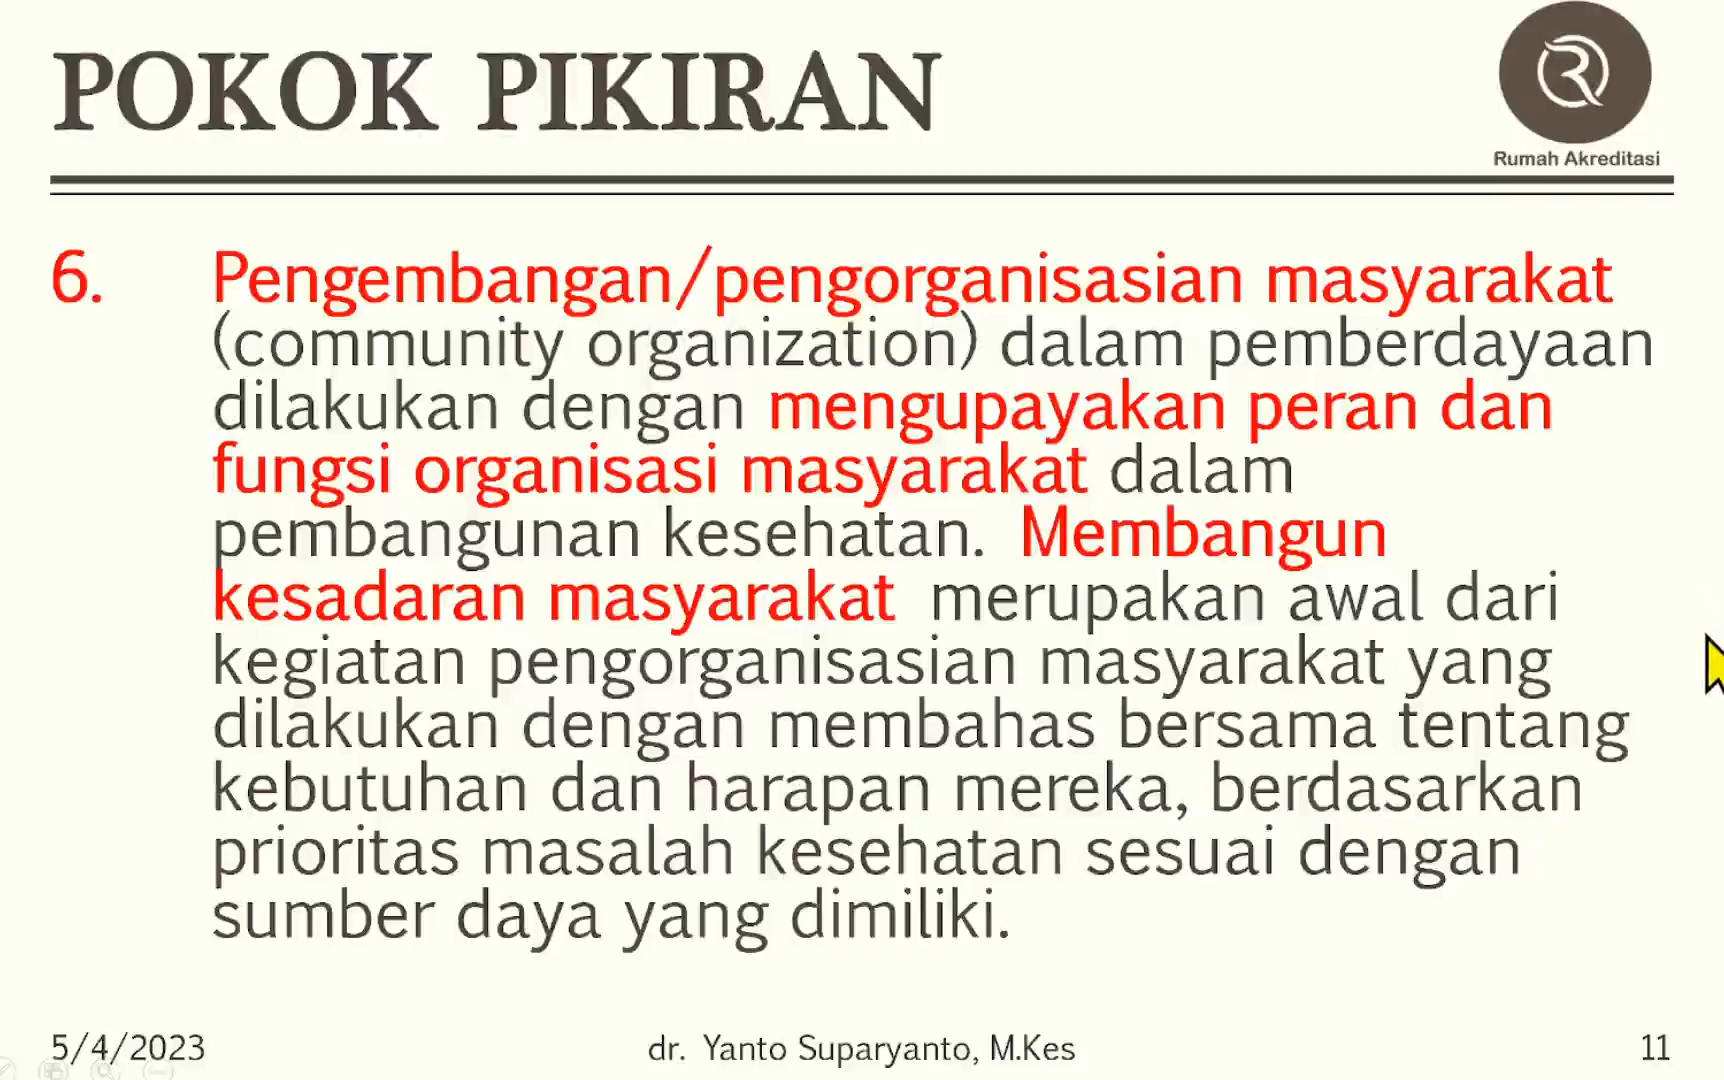 POKOK PIKIRAN
Rumah Akreditasi
6. Pengembangan/pengorganisasian masyarakat
(community organization) dalam pemberdayaan
dilakukan dengan mengupayakan peran dan
fungsi organisasi masyarakat dalam
pembangunan kesehatan. Membangun
kesadaran masyarakat merupakan awal dari
kegiatan pengorganisasian masyarakat yang
dilakukan dengan membahas bersama tentang
kebutuhan dan harapan mereka, berdasarkan
prioritas masalah kesehatan sesuai dengan
sumber daya yang dimiliki.
5/4/2023 dr. Yanto Suparyanto, M.Kes 11